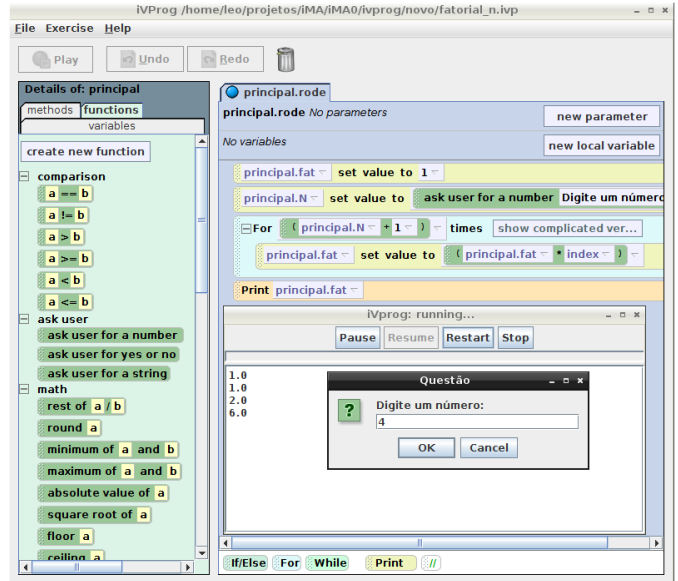 iVProg /home/leo/projetos/iMA/iMA0/ivprog/novo/fatorial_n.ivp
File Exercise Help
Play Undo Redo
Details of: principal
methods functions
variables
create new function
comparison
a == b
a != b
a > b
a >= b
a < b
a <= b
ask user
ask user for a number
ask user for yes or no
ask user for a string
math
rest of a / b
round a
minimum of a and b
maximum of a and b
absolute value of a
square root of a
floor a
ceiling a
principal.rode
principal.rode No parameters
new parameter
No variables
new local variable
principal.fat set value to 1
principal.N set value to ask user for a number Digite um número
For ( principal.N + 1 ) times show complicated ver...
principal.fat set value to ( principal.fat * index )
Print principal.fat
iVprog: running...
Pause Resume Restart Stop
1.0
1.0
2.0
6.0
Questão
?
Digite um número:
4
OK Cancel
If/Else For While Print //